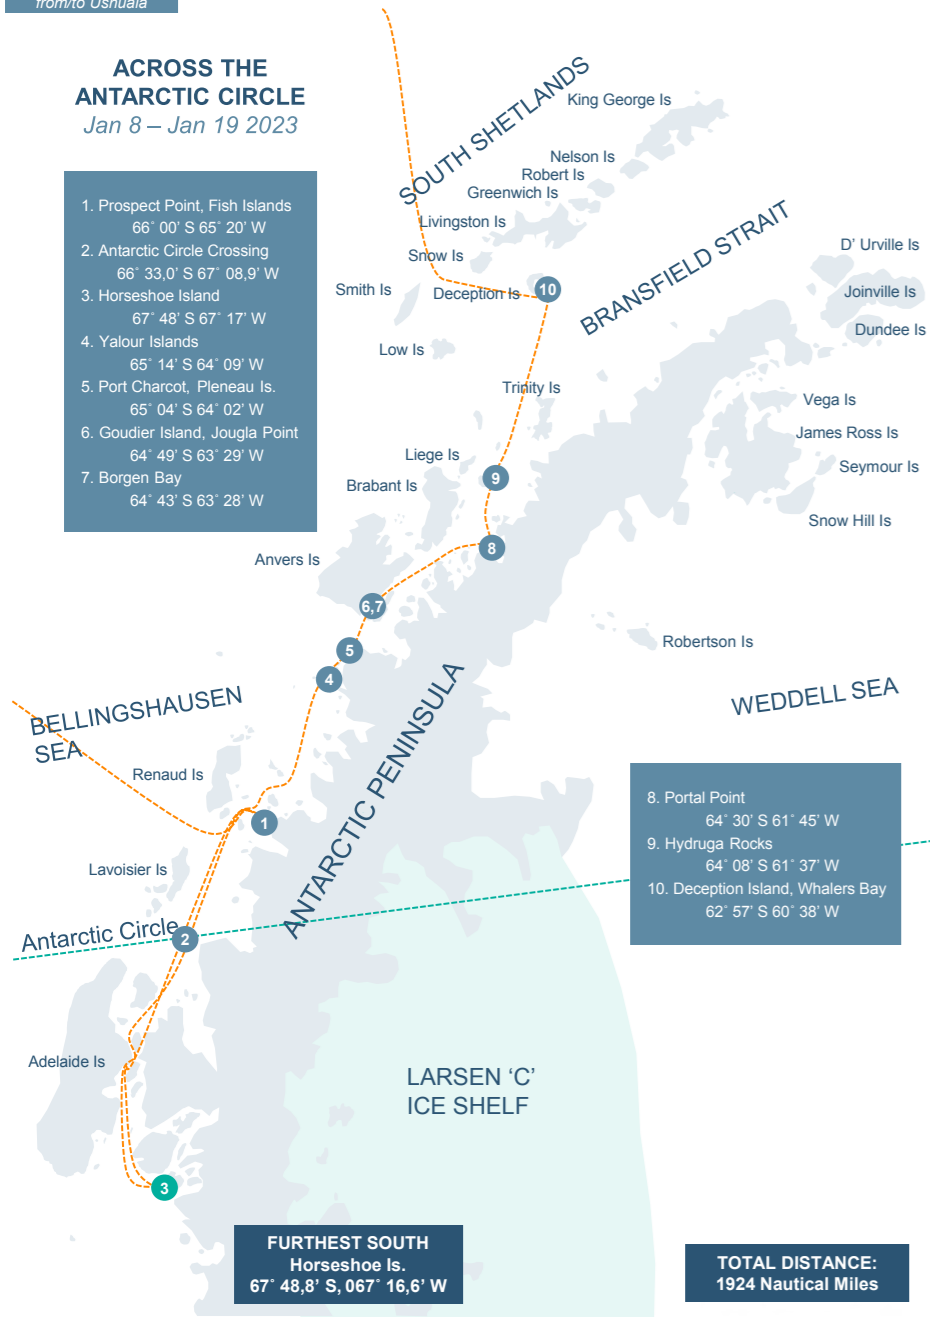 from/to Ushuaia
ACROSS THE
ANTARCTIC CIRCLE
Jan 8 – Jan 19 2023
1. Prospect Point, Fish Islands
66˚ 00' S 65˚ 20' W
2. Antarctic Circle Crossing
66˚ 33,0' S 67˚ 08,9' W
3. Horseshoe Island
67˚ 48' S 67˚ 17' W
4. Yalour Islands
65˚ 14' S 64˚ 09' W
5. Port Charcot, Pleneau Is.
65˚ 04' S 64˚ 02' W
6. Goudier Island, Jougla Point
64˚ 49' S 63˚ 29' W
7. Borgen Bay
64˚ 43' S 63˚ 28' W
SOUTH SHETLANDS
King George Is
Nelson Is
Robert Is
Greenwich Is
Livingston Is
Snow Is
Smith Is
Deception Is
10
Low Is
BRANSFIELD STRAIT
D' Urville Is
Joinville Is
Dundee Is
Trinity Is
Vega Is
James Ross Is
Seymour Is
Snow Hill Is
Liege Is
Brabant Is
9
8
Anvers Is
6,7
5
4
Robertson Is
WEDDELL SEA
BELLINGSHAUSEN
SEA
ANTARCTIC PENINSULA
Renaud Is
1
Lavoisier Is
Antarctic Circle
2
8. Portal Point
64˚ 30' S 61˚ 45' W
9. Hydruga Rocks
64˚ 08' S 61˚ 37' W
10. Deception Island, Whalers Bay
62˚ 57' S 60˚ 38' W
Adelaide Is
LARSEN 'C'
ICE SHELF
3
FURTHEST SOUTH
Horseshoe Is.
67˚ 48,8' S, 067˚ 16,6' W
TOTAL DISTANCE:
1924 Nautical Miles